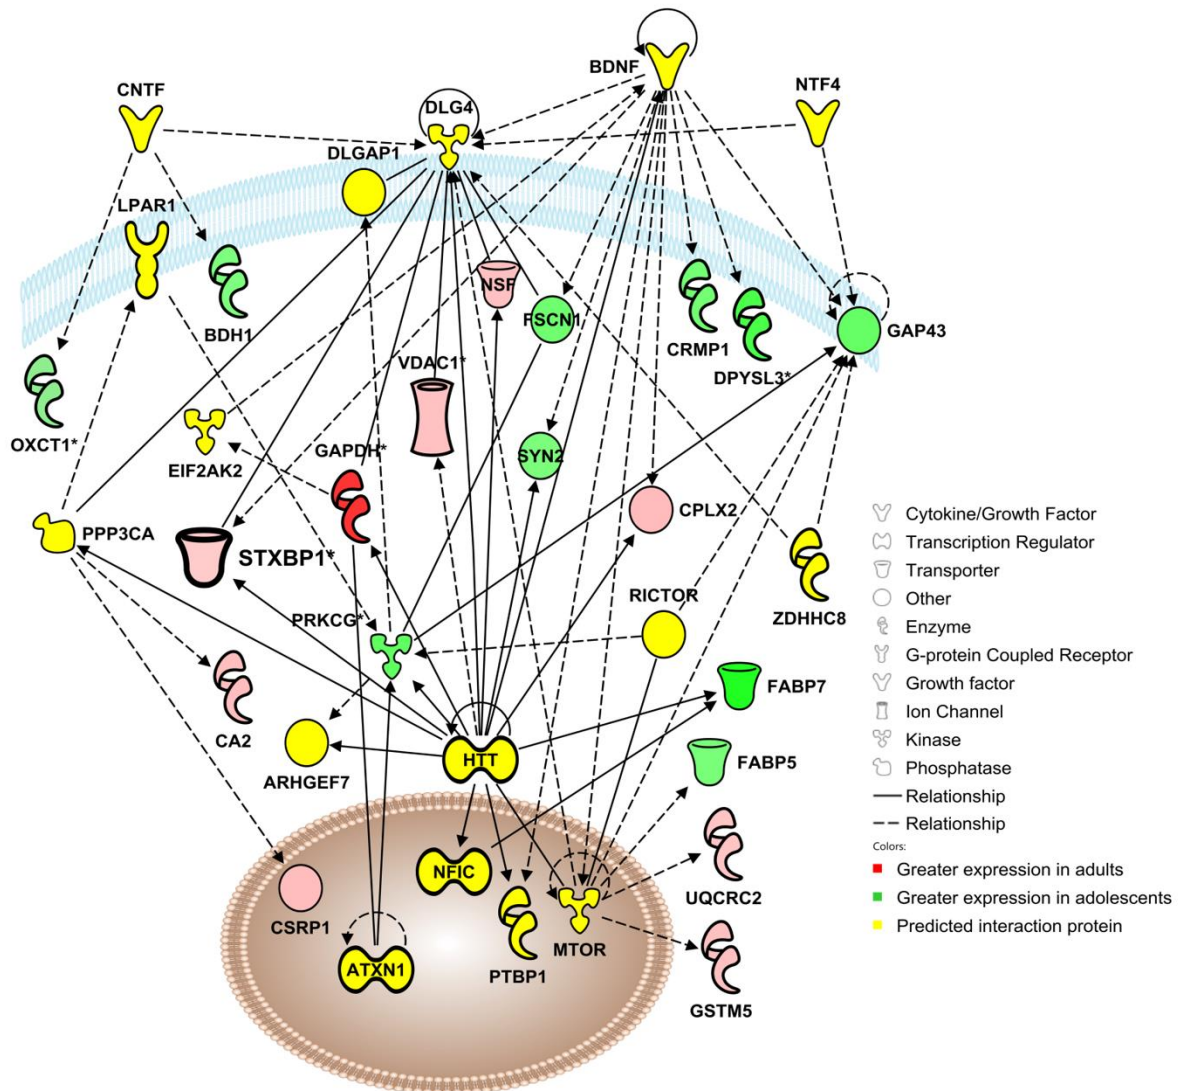 BDNF
NTF4
CNTF
DLG4
DLGAP1
LPAR1
NSF
FSCN1
BDH1
CRMP1
GAP43
VDAC1*
DPYSL3*
OXCT1*
EIF2AK2
GAPDH*
SYN2
CPLX2
PPP3CA
STXBP1*
RICTOR
ZDHHC8
PRKCG*
FABP7
CA2
ARHGEF7
HTT
FABP5
NFIC
UQCRC2
CSRP1
PTBP1
MTOR
ATXN1
GSTM5
Cytokine/Growth Factor
Transcription Regulator
Transporter
Other
Enzyme
G-protein Coupled Receptor
Growth factor
Ion Channel
Kinase
Phosphatase
Relationship
Relationship
Colors:
Greater expression in adults
Greater expression in adolescents
Predicted interaction protein